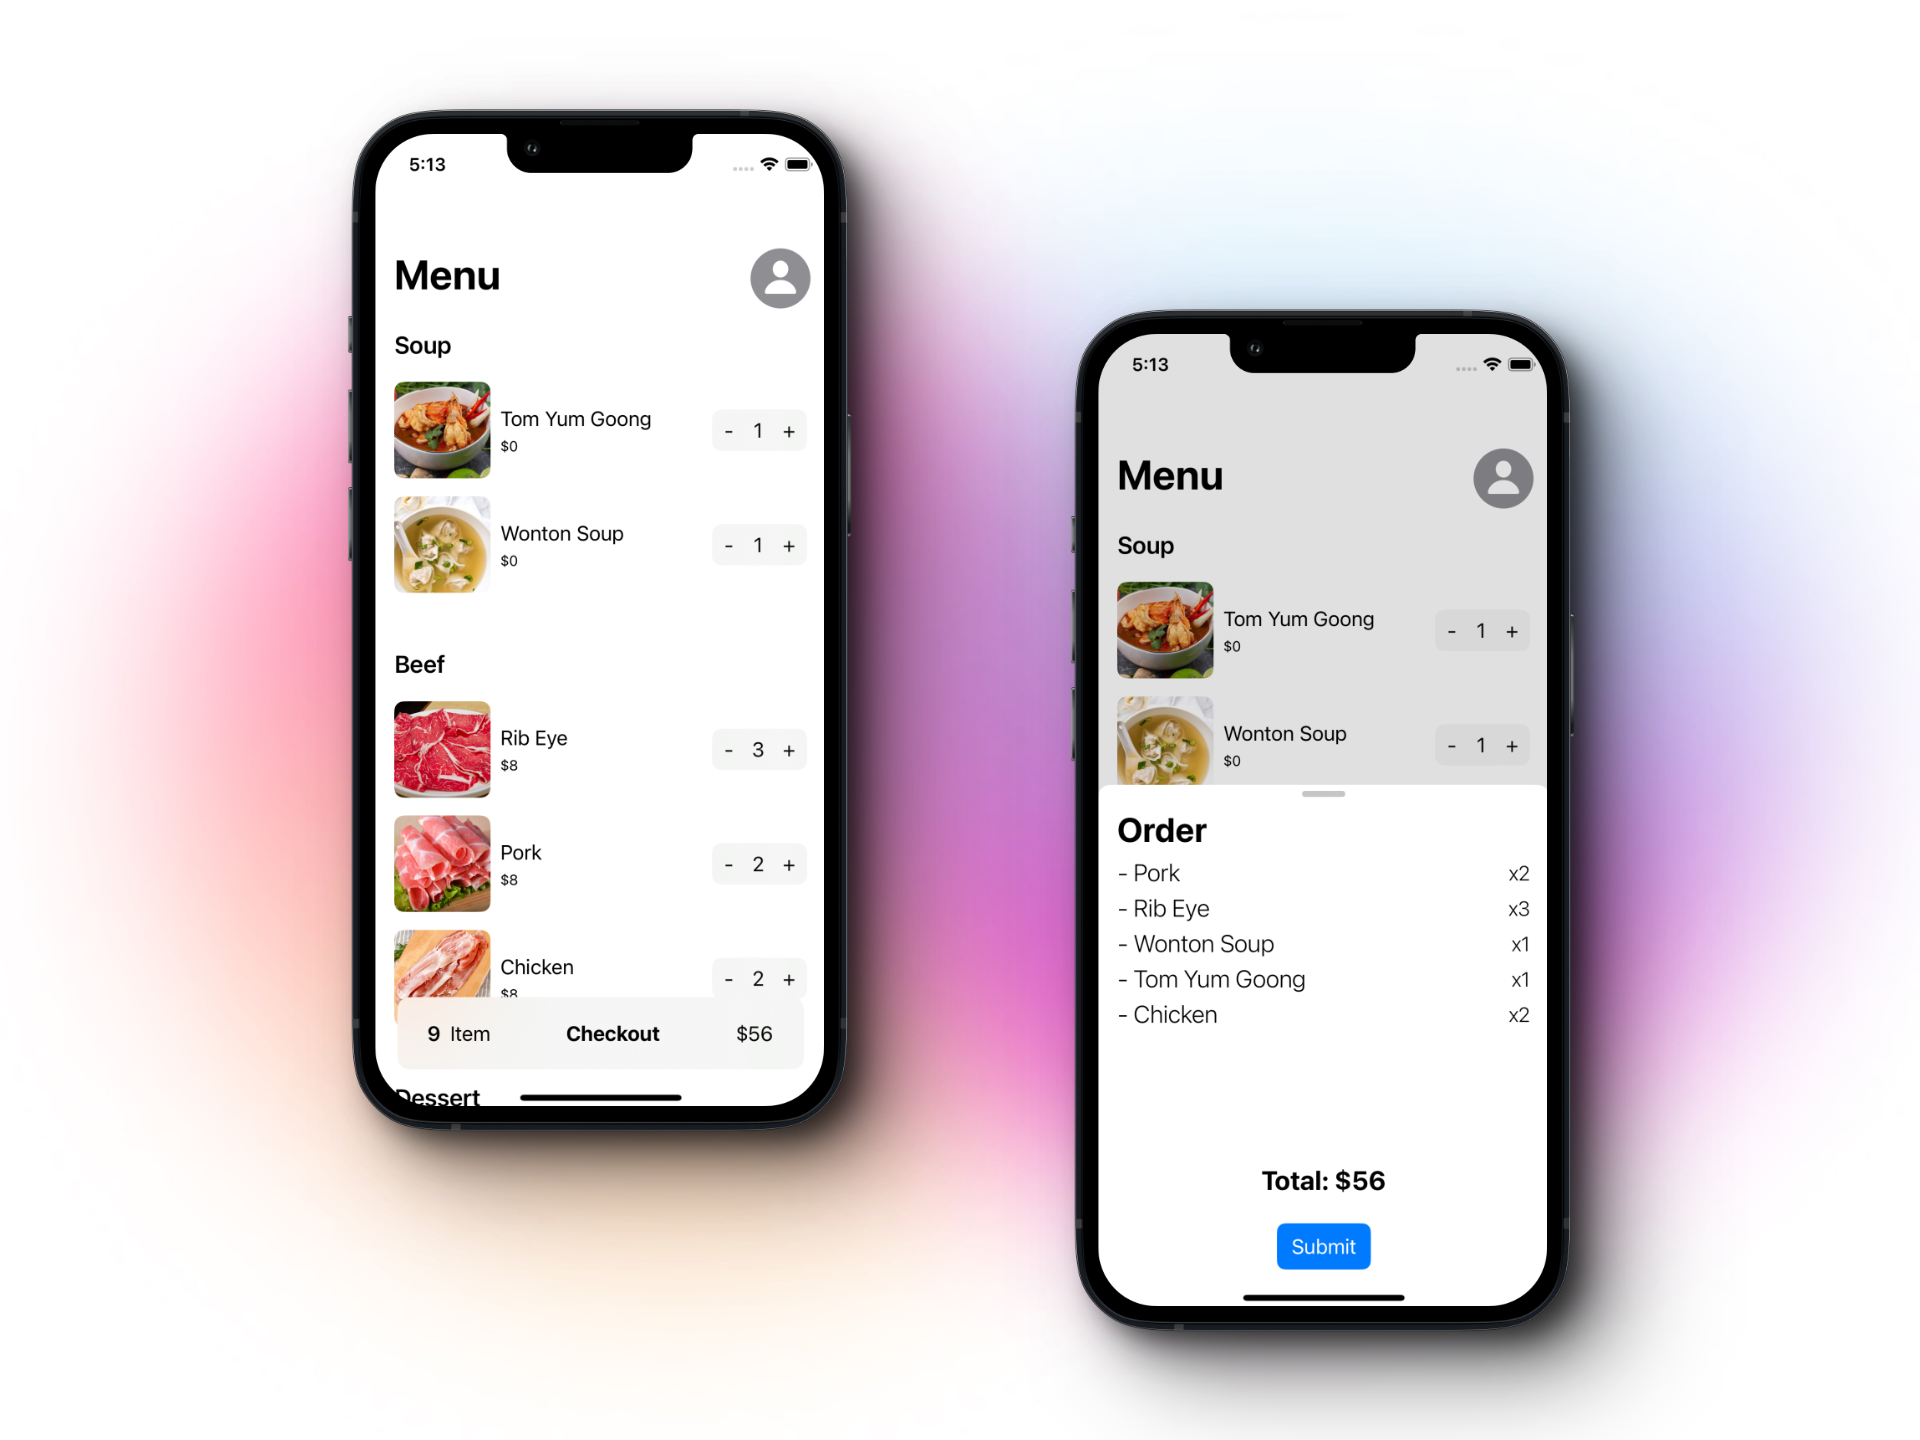 5:13
Menu
Soup
Tom Yum Goong
$0
- 1 +
Wonton Soup
$0
- 1 +
Beef
Rib Eye
$8
- 3 +
Pork
$8
- 2 +
Chicken
$8
- 2 +
9 Item Checkout $56
Dessert
5:13
Menu
Soup
Tom Yum Goong
$0
- 1 +
Wonton Soup
$0
- 1 +
Order
- Pork x2
- Rib Eye x3
- Wonton Soup x1
- Tom Yum Goong x1
- Chicken x2
Total: $56
Submit